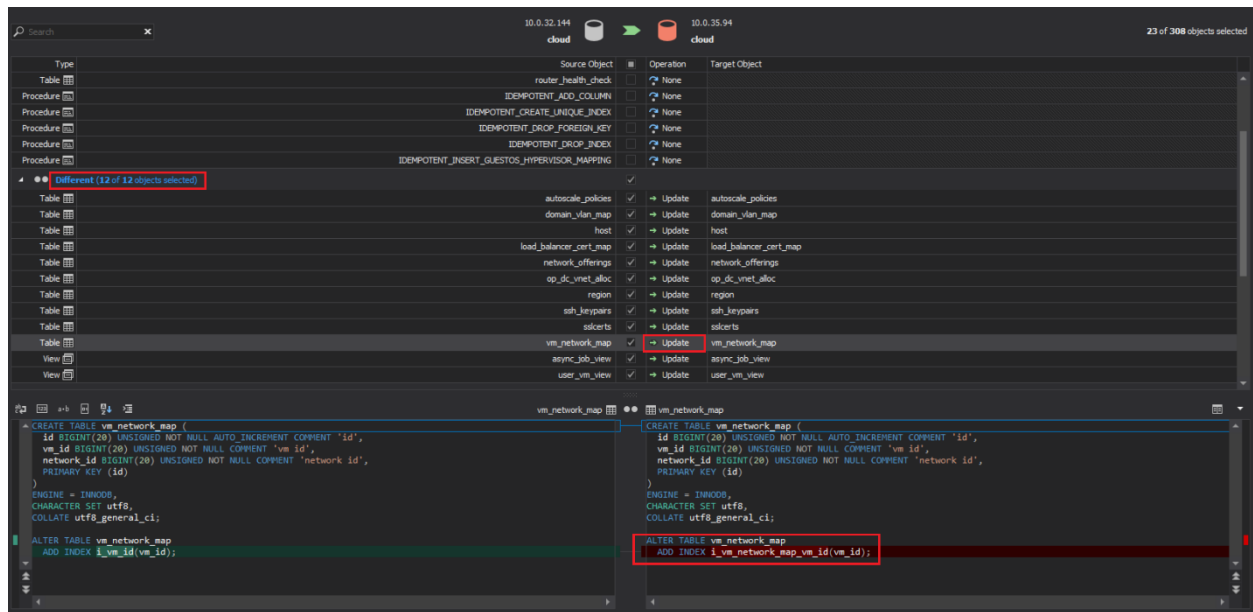 Search
10.0.32.144
cloud
10.0.35.94
cloud
23 of 308 objects selected
Type Source Object Operation Target Object
Table router_health_check None
Procedure IDEMPOTENT_ADD_COLUMN None
Procedure IDEMPOTENT_CREATE_UNIQUE_INDEX None
Procedure IDEMPOTENT_DROP_FOREIGN_KEY None
Procedure IDEMPOTENT_DROP_INDEX None
Procedure IDEMPOTENT_INSERT_GUESTOS_HYPERVISOR_MAPPING None
Different (12 of 12 objects selected)
Table autoscale_policies Update autoscale_policies
Table domain_vlan_map Update domain_vlan_map
Table host Update host
Table load_balancer_cert_map Update load_balancer_cert_map
Table network_offerings Update network_offerings
Table op_dc_vnet_alloc Update op_dc_vnet_alloc
Table region Update region
Table ssh_keypairs Update ssh_keypairs
Table sslcerts Update sslcerts
Table vm_network_map Update vm_network_map
View async_job_view Update async_job_view
View user_vm_view Update user_vm_view
vm_network_map vm_network_map
CREATE TABLE vm_network_map (
id BIGINT(20) UNSIGNED NOT NULL AUTO_INCREMENT COMMENT 'id',
vm_id BIGINT(20) UNSIGNED NOT NULL COMMENT 'vm id',
network_id BIGINT(20) UNSIGNED NOT NULL COMMENT 'network id',
PRIMARY KEY (id)
)
ENGINE = INNODB,
CHARACTER SET utf8,
COLLATE utf8_general_ci;
ALTER TABLE vm_network_map
ADD INDEX i_vm_id(vm_id);
CREATE TABLE vm_network_map (
id BIGINT(20) UNSIGNED NOT NULL AUTO_INCREMENT COMMENT 'id',
vm_id BIGINT(20) UNSIGNED NOT NULL COMMENT 'vm id',
network_id BIGINT(20) UNSIGNED NOT NULL COMMENT 'network id',
PRIMARY KEY (id)
)
ENGINE = INNODB,
CHARACTER SET utf8,
COLLATE utf8_general_ci;
ALTER TABLE vm_network_map
ADD INDEX i_vm_network_map_vm_id(vm_id);